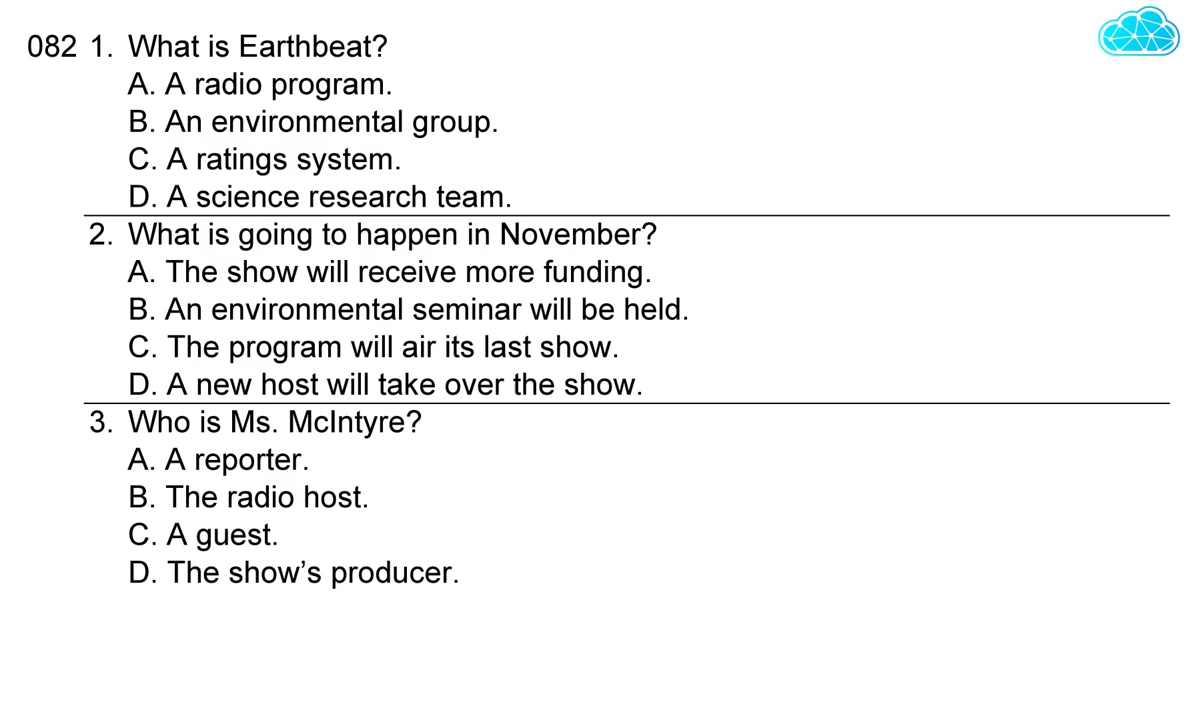 082 1. What is Earthbeat?
A. A radio program.
B. An environmental group.
C. A ratings system.
D. A science research team.
2. What is going to happen in November?
A. The show will receive more funding.
B. An environmental seminar will be held.
C. The program will air its last show.
D. A new host will take over the show.
3. Who is Ms. McIntyre?
A. A reporter.
B. The radio host.
C. A guest.
D. The show’s producer.